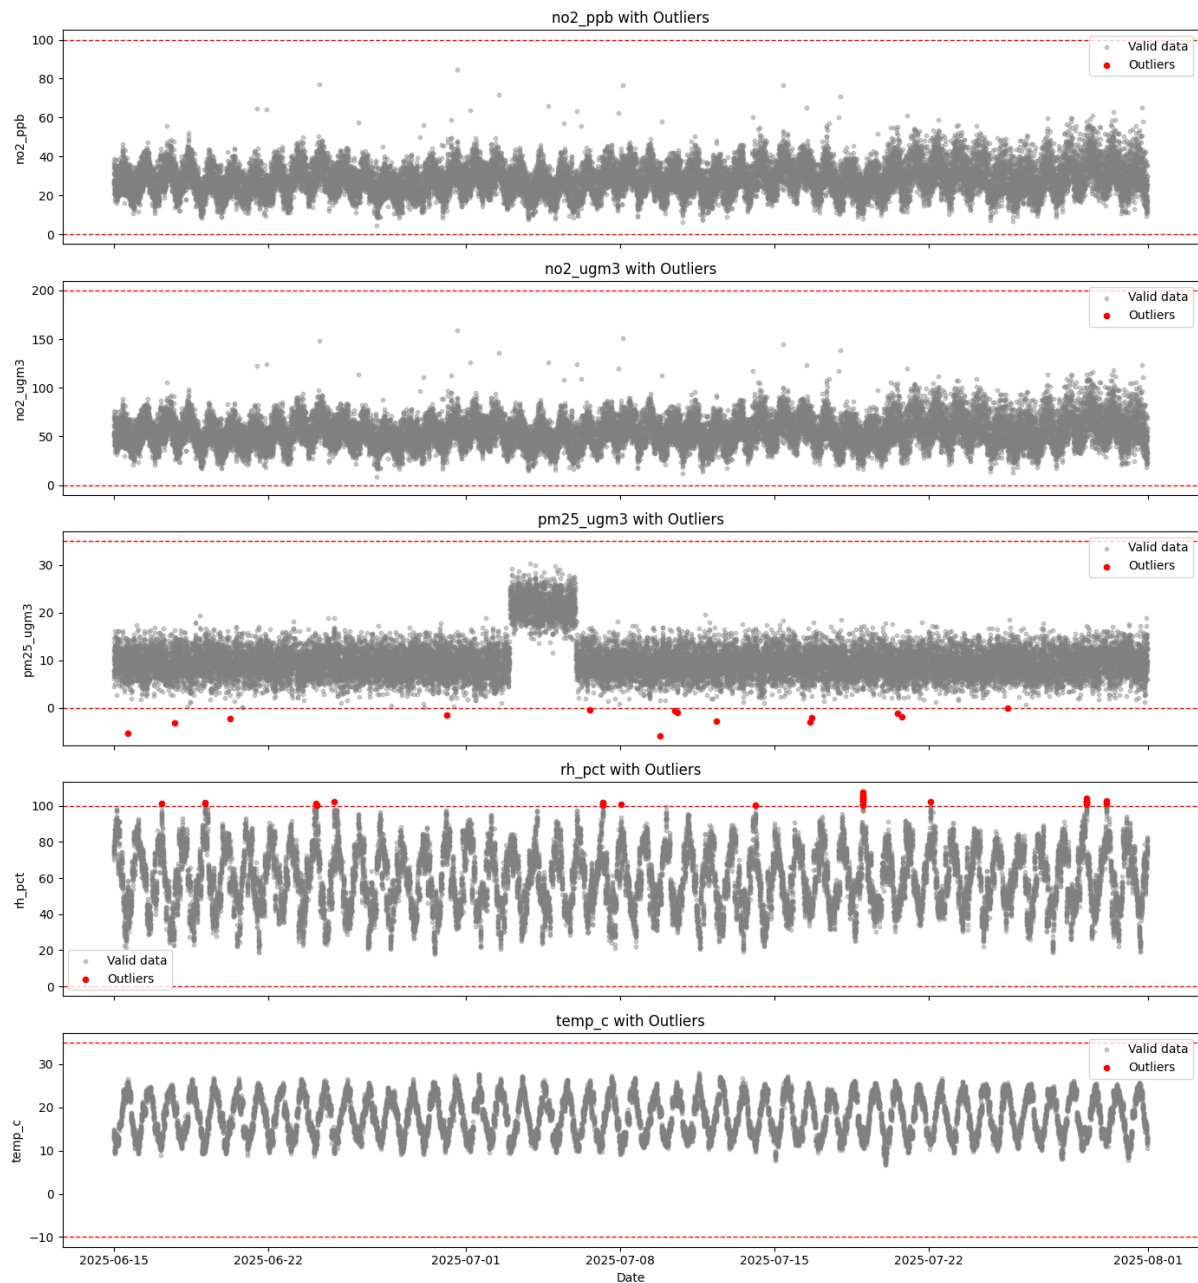 no2_ppb with Outliers
100
80
60
40
20
0
no2_ppb
Valid data
Outliers
no2_ugm3 with Outliers
200
150
100
50
0
no2_ugm3
Valid data
Outliers
pm25_ugm3 with Outliers
30
20
10
0
pm25_ugm3
Valid data
Outliers
rh_pct with Outliers
100
80
60
40
20
0
rh_pct
Valid data
Outliers
temp_c with Outliers
30
20
10
0
−10
temp_c
Valid data
Outliers
2025-06-15
2025-06-22
2025-07-01
2025-07-08
2025-07-15
2025-07-22
2025-08-01
Date